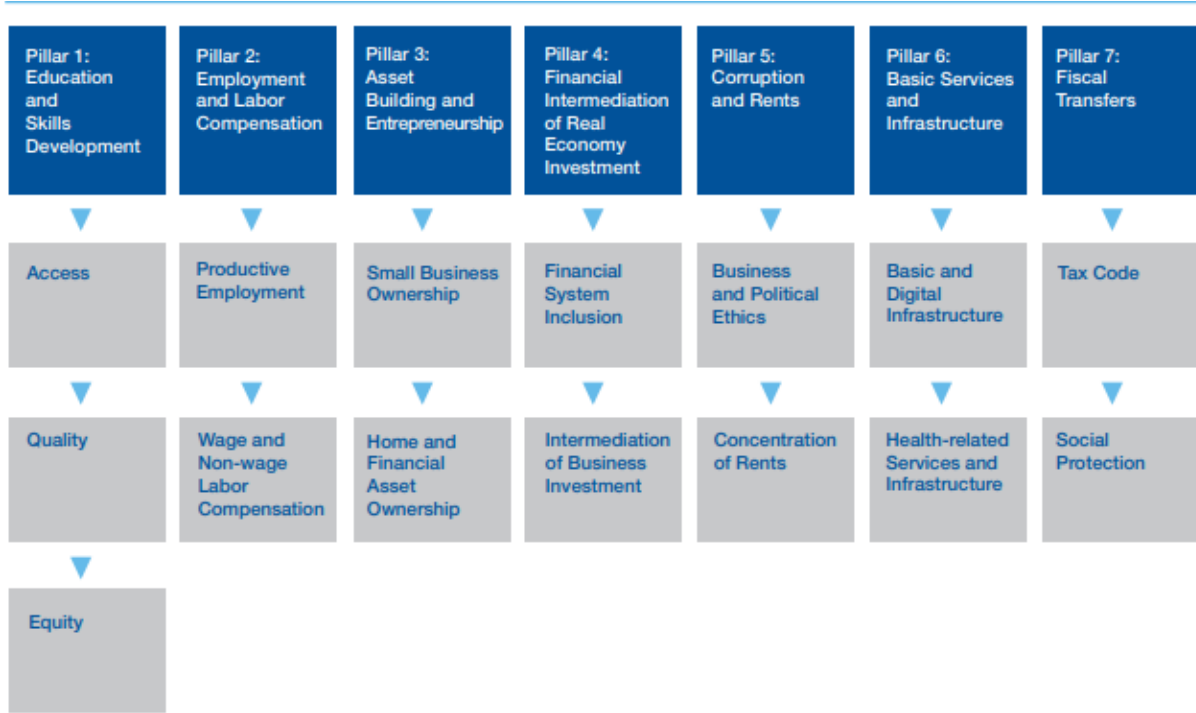 Pillar 1:
Education
and
Skills
Development
Pillar 2:
Employment
and Labor
Compensation
Pillar 3:
Asset
Building and
Entrepreneurship
Pillar 4:
Financial
Intermediation
of Real
Economy
Investment
Pillar 5:
Corruption
and Rents
Pillar 6:
Basic Services
and
Infrastructure
Pillar 7:
Fiscal
Transfers
Access
Productive
Employment
Small Business
Ownership
Financial
System
Inclusion
Business
and Political
Ethics
Basic and
Digital
Infrastructure
Tax Code
Quality
Wage and
Non-wage
Labor
Compensation
Home and
Financial
Asset
Ownership
Intermediation
of Business
Investment
Concentration
of Rents
Health-related
Services and
Infrastructure
Social
Protection
Equity